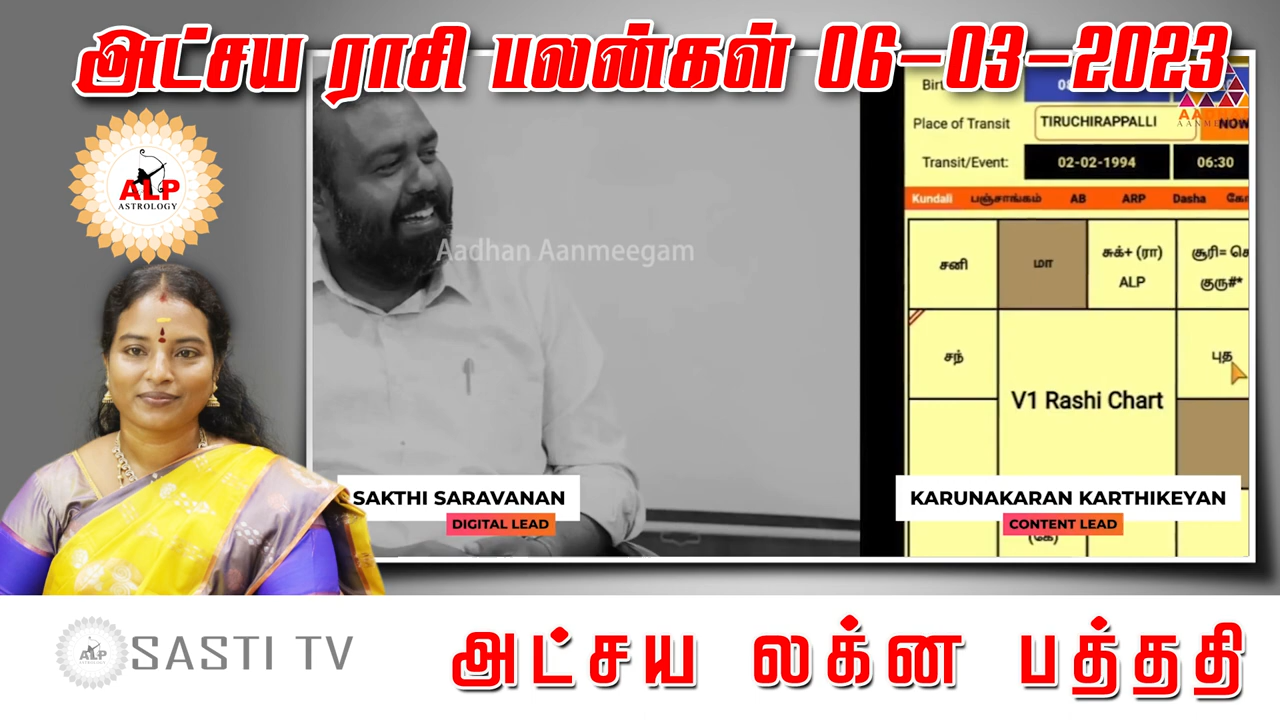 அட்சய ராசி பலன்கள் 06-03-2023
ALP
ASTROLOGY
Aadhan Aanmeegam
Place of Transit
TIRUCHIRAPPALLI
NOW
Transit/Event:
02-02-1994
06:30
Kundali பஞ்சாங்கம் AB ARP Dasha
சனி
மா
சுக்+ (ரா)
ALP
சூரி=
குரு#*
சந்
புத
V1 Rashi Chart
SAKTHI SARAVANAN
DIGITAL LEAD
KARUNAKARAN KARTHIKEYAN
CONTENT LEAD
(கே)
ALP
ASTROLOGY
SASTI TV
அட்சய லக்ன பத்ததி